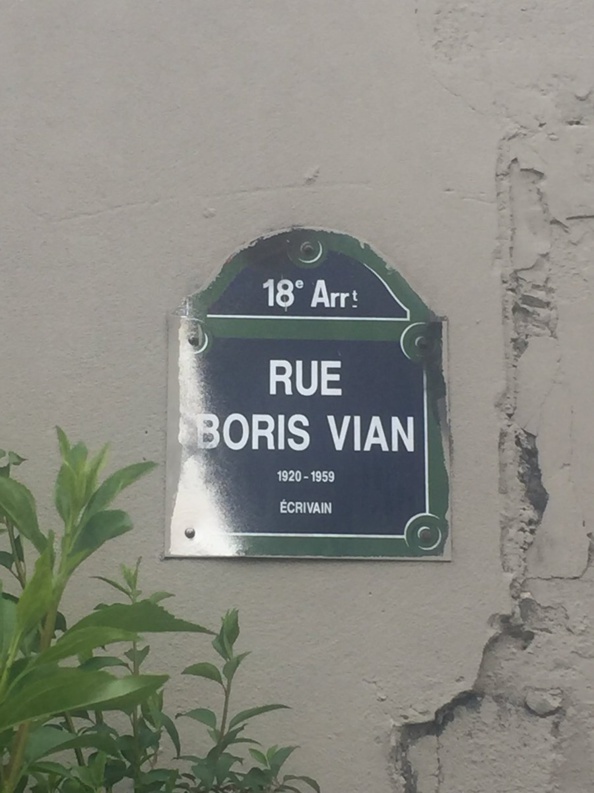 18e Arrt
RUE
BORIS VIAN
1920 - 1959
ÉCRIVAIN